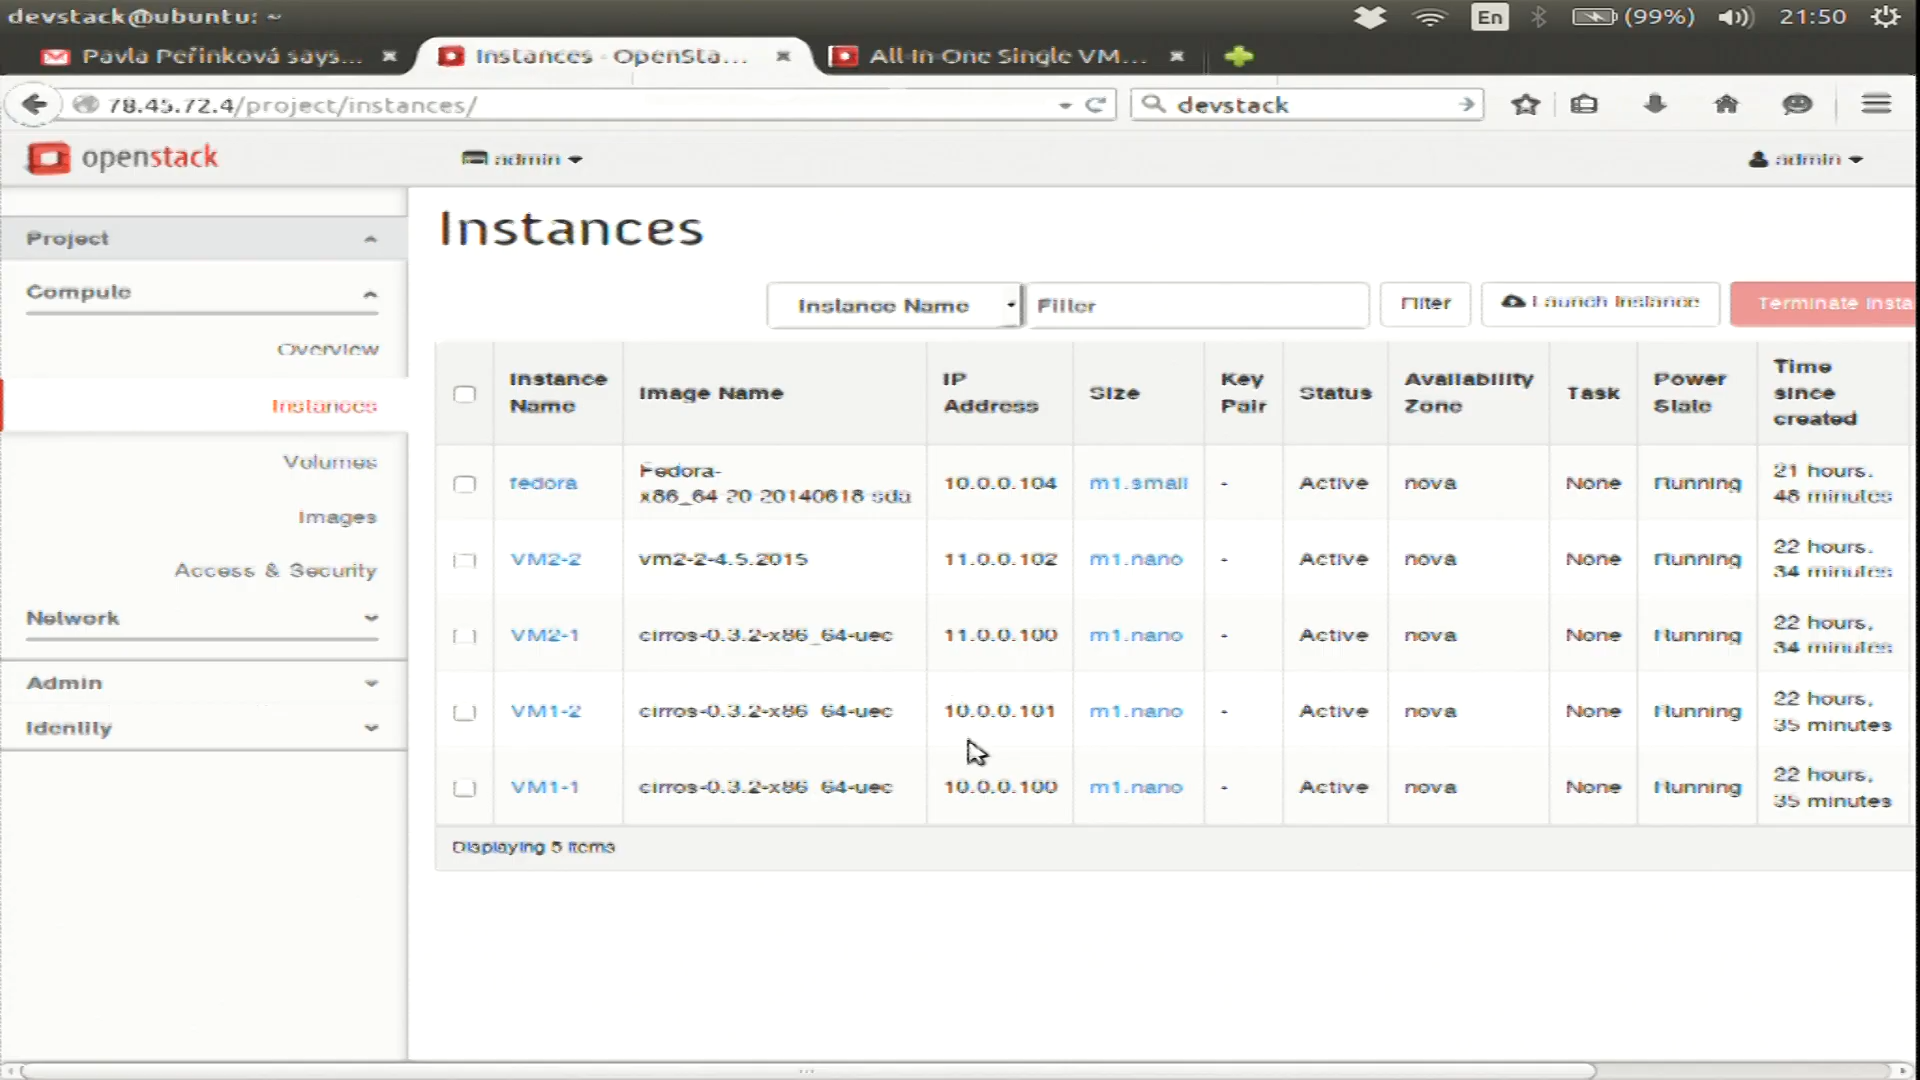 devstack@ubuntu: ~
En (99%) 21:50
Pavla Peřinková says... Instances - OpenSta... All-In-One Single VM...
78.45.72.4/project/instances/ devstack
openstack admin admin
Project
Compute
Overview
Instances
Volumes
Images
Access & Security
Network
Admin
Identity
Instances
Instance Name Filter Filter Launch Instance Terminate Insta
Instance Name Image Name IP Address Size Key Pair Status Availability Zone Task Power State Time since created
fedora Fedora-x86_64-20-20140618-sda 10.0.0.104 m1.small - Active nova None Running 21 hours, 48 minutes
VM2-2 vm2-2-4.5.2015 11.0.0.102 m1.nano - Active nova None Running 22 hours, 34 minutes
VM2-1 cirros-0.3.2-x86_64-uec 11.0.0.100 m1.nano - Active nova None Running 22 hours, 34 minutes
VM1-2 cirros-0.3.2-x86_64-uec 10.0.0.101 m1.nano - Active nova None Running 22 hours, 35 minutes
VM1-1 cirros-0.3.2-x86_64-uec 10.0.0.100 m1.nano - Active nova None Running 22 hours, 35 minutes
Displaying 5 items